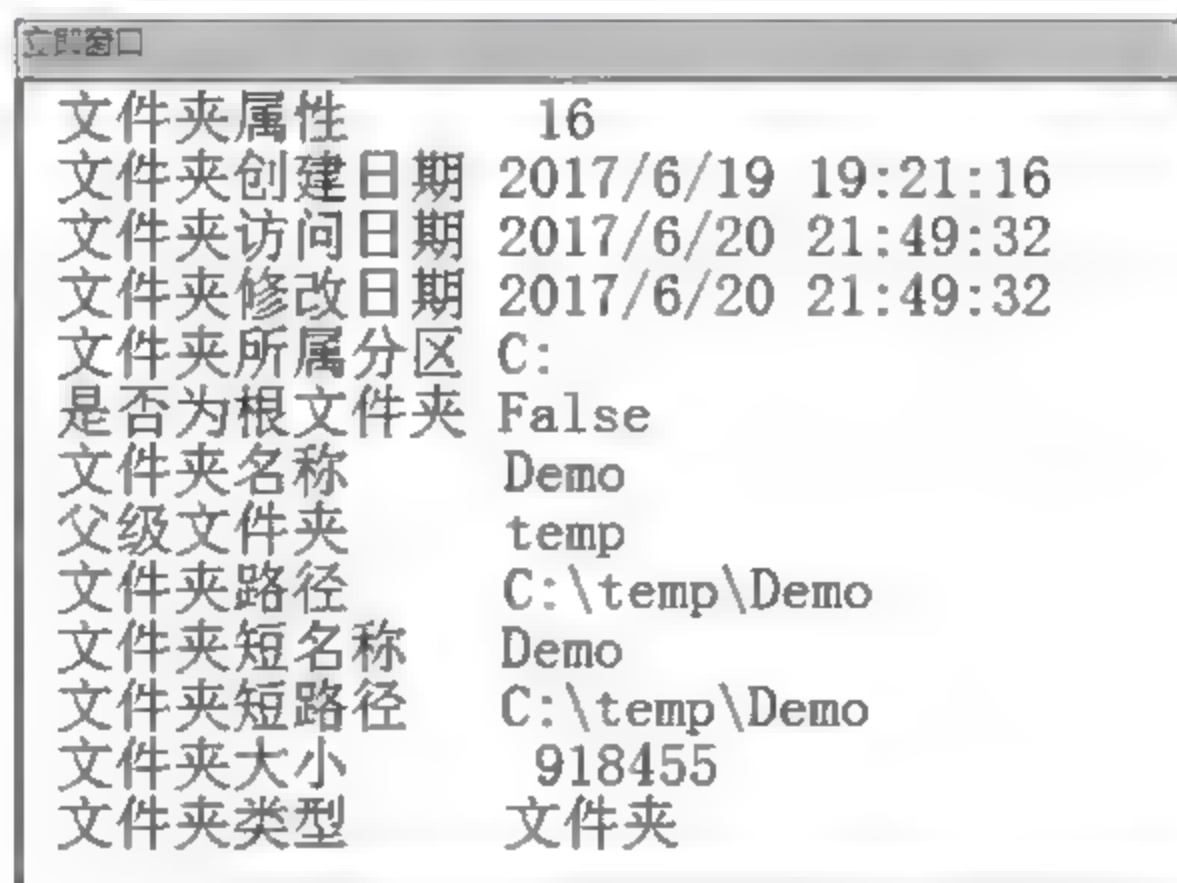 立即窗口
文件夹属性 16
文件夹创建日期 2017/6/19 19:21:16
文件夹访问日期 2017/6/20 21:49:32
文件夹修改日期 2017/6/20 21:49:32
文件夹所属分区 C:
是否为根文件夹 False
文件夹名称 Demo
父级文件夹 temp
文件夹路径 C:\temp\Demo
文件夹短名称 Demo
文件夹短路径 C:\temp\Demo
文件夹大小 918455
文件夹类型 文件夹